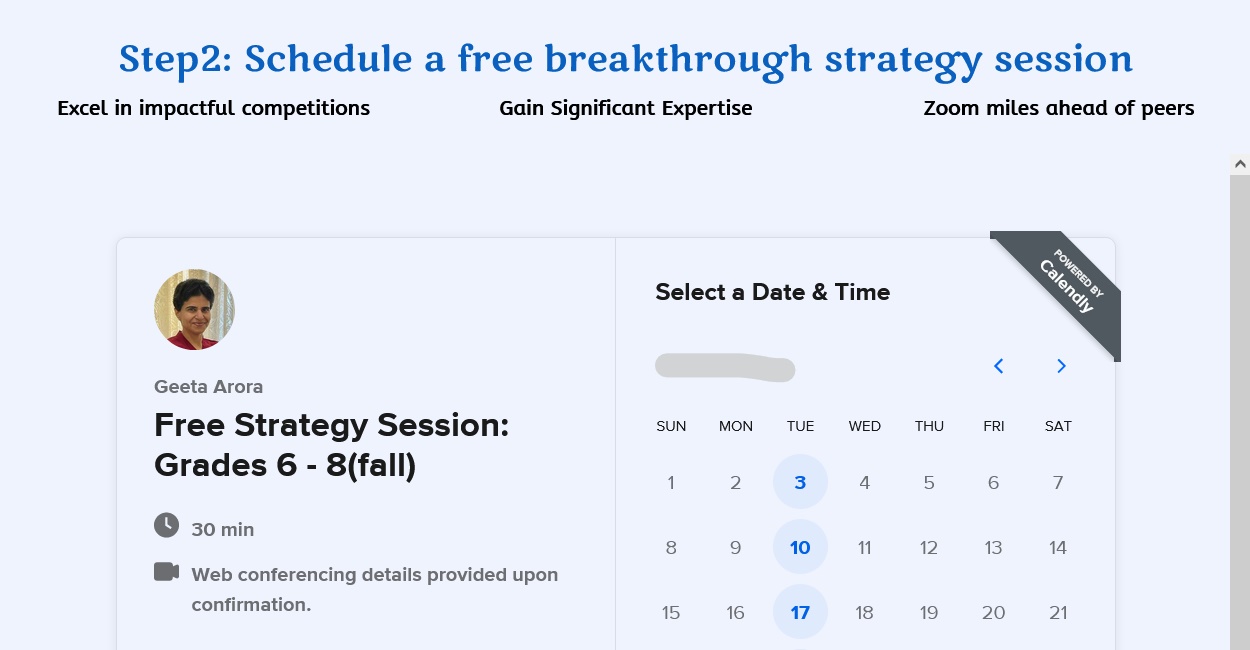 Step2: Schedule a free breakthrough strategy session
Excel in impactful competitions
Gain Significant Expertise
Zoom miles ahead of peers
POWERED BY
Calendly
Geeta Arora
Free Strategy Session:
Grades 6 - 8(fall)
30 min
Web conferencing details provided upon
confirmation.
Select a Date & Time
SUN MON TUE WED THU FRI SAT
1 2 3 4 5 6 7
8 9 10 11 12 13 14
15 16 17 18 19 20 21